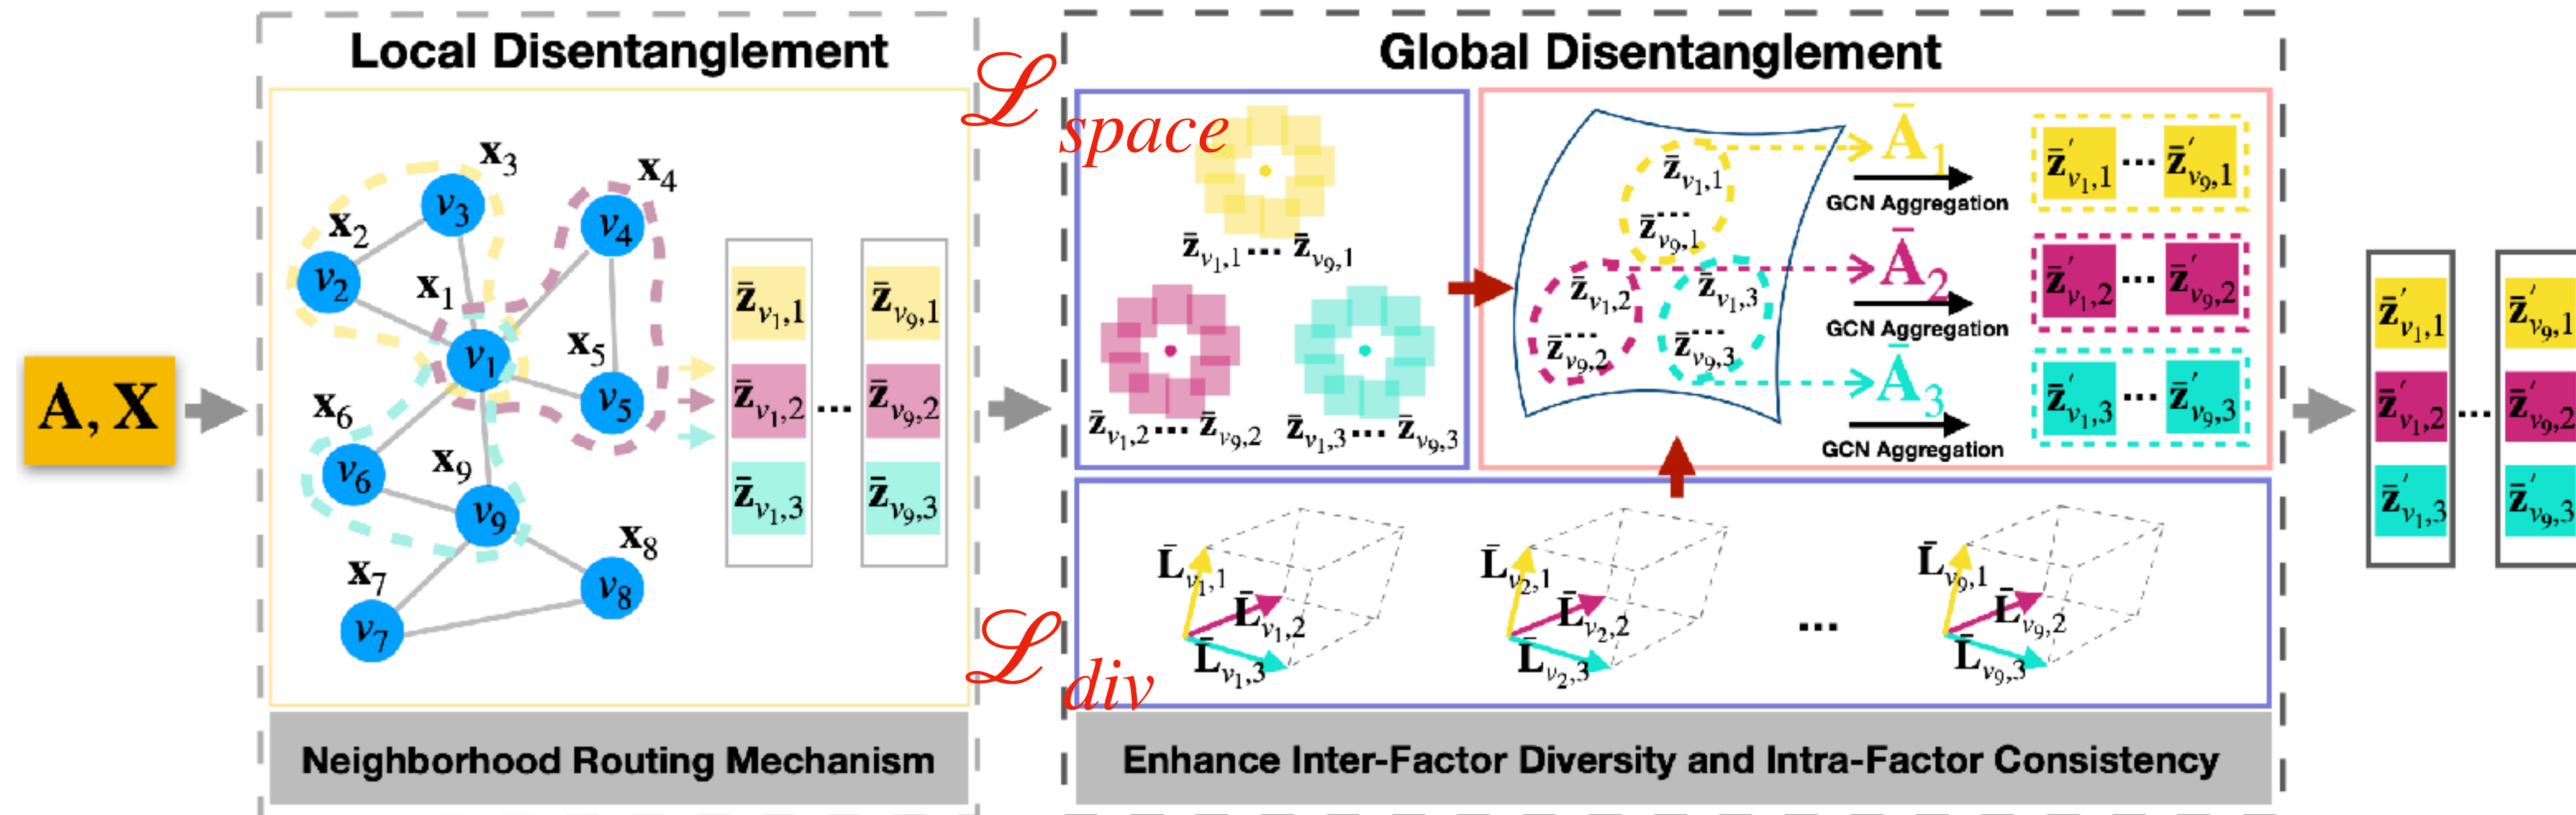 Local Disentanglement
Global Disentanglement
ℒ space
ℒ div
A, X
x₁
x₂
x₃
x₄
x₅
x₆
x₇
x₈
x₉
v₁
v₂
v₃
v₄
v₅
v₆
v₇
v₈
v₉
z̄_{v₁,1} z̄_{v₉,1}
z̄_{v₁,2} ... z̄_{v₉,2}
z̄_{v₁,3} z̄_{v₉,3}
Neighborhood Routing Mechanism
z̄_{v₁,1} ... z̄_{v₉,1}
z̄_{v₁,2} ... z̄_{v₉,2}
z̄_{v₁,3} ... z̄_{v₉,3}
z̄_{v₁,1}
...
z̄_{v₉,1}
z̄_{v₁,2}
...
z̄_{v₉,2}
z̄_{v₁,3}
...
z̄_{v₉,3}
Ā₁
GCN Aggregation
Ā₂
GCN Aggregation
Ā₃
GCN Aggregation
z̄′_{v₁,1} ... z̄′_{v₉,1}
z̄′_{v₁,2} ... z̄′_{v₉,2}
z̄′_{v₁,3} ... z̄′_{v₉,3}
L̄_{v₁,1}
L̄_{v₁,2}
L̄_{v₁,3}
L̄_{v₂,1}
L̄_{v₂,2}
L̄_{v₂,3}
...
L̄_{v₉,1}
L̄_{v₉,2}
L̄_{v₉,3}
Enhance Inter-Factor Diversity and Intra-Factor Consistency
z̄′_{v₁,1} z̄′_{v₉,1}
z̄′_{v₁,2} ... z̄′_{v₉,2}
z̄′_{v₁,3} z̄′_{v₉,3}